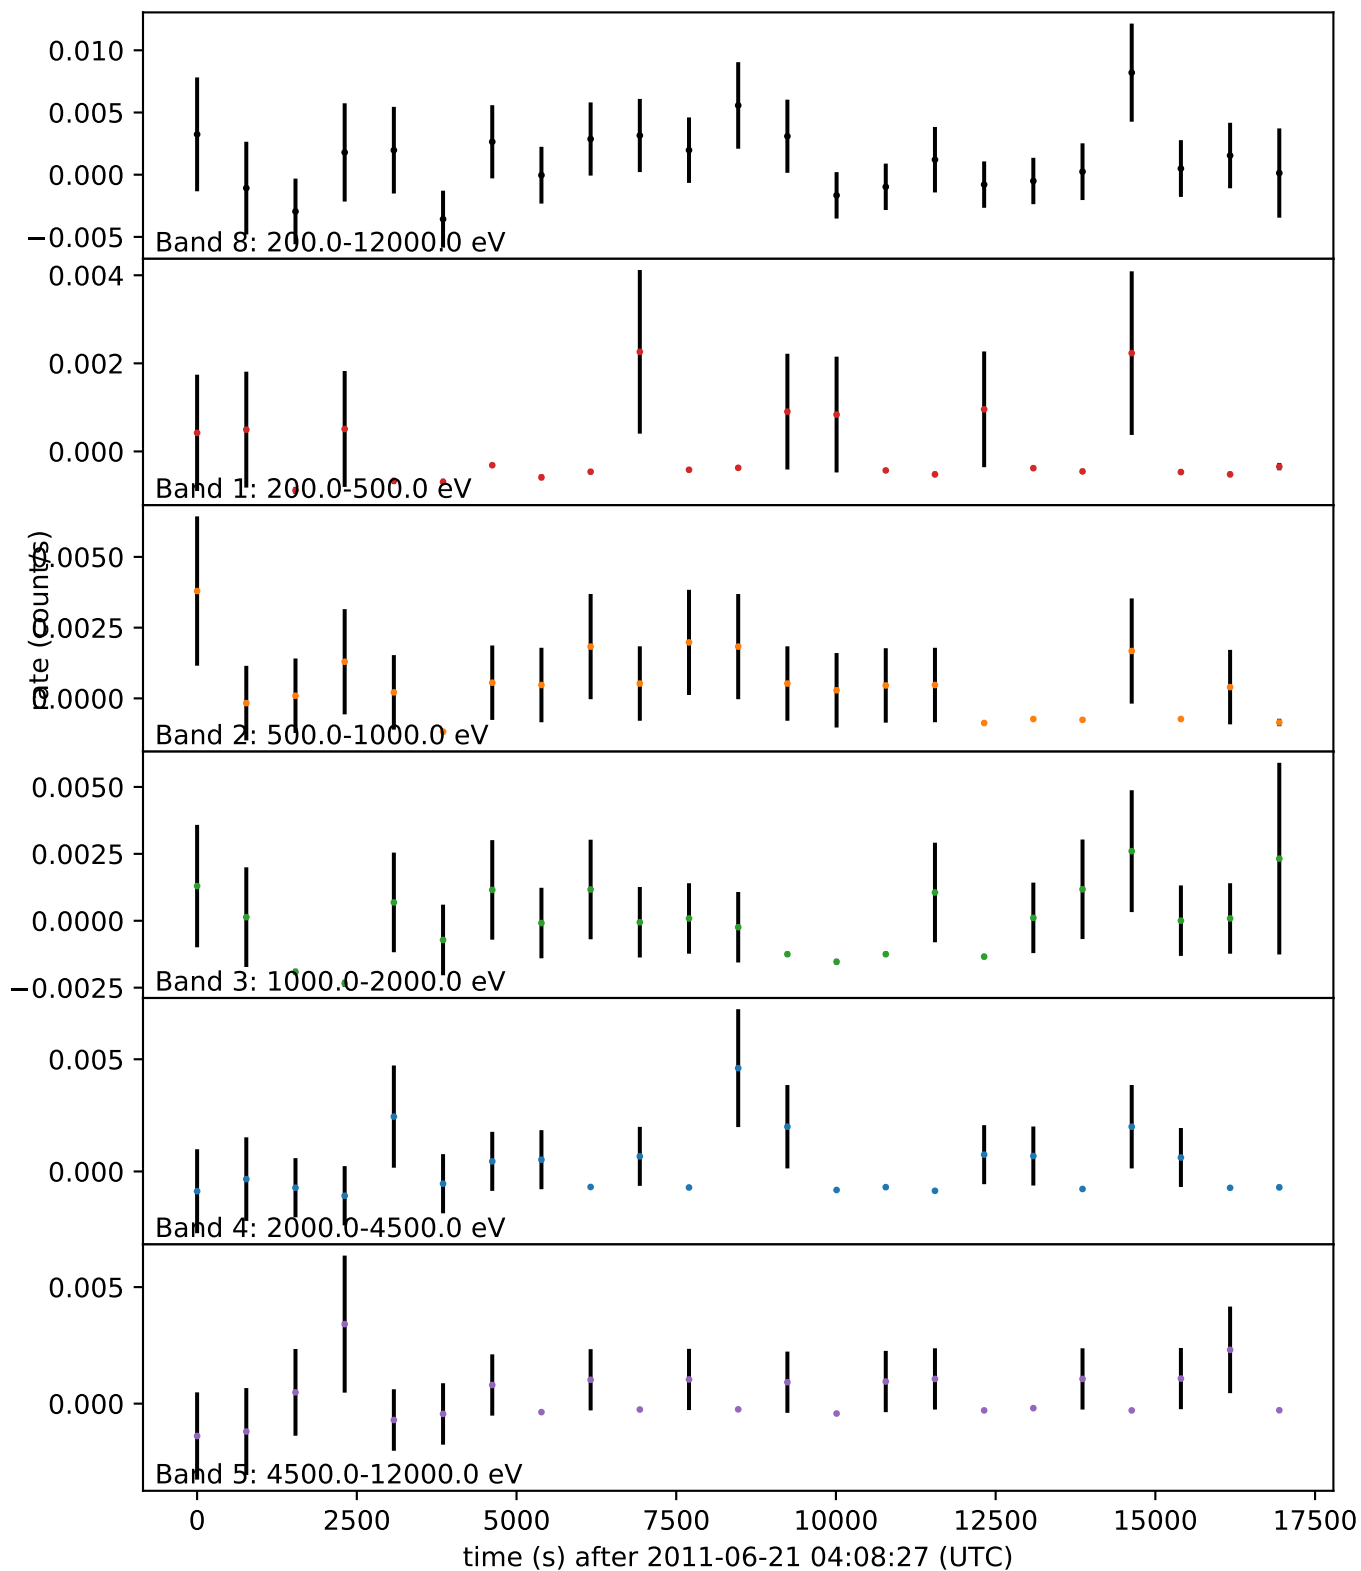 0.010
0.005
0.000
−0.005
Band 8: 200.0-12000.0 eV
0.004
0.002
0.000
Band 1: 200.0-500.0 eV
rate (count/s)
0.0050
0.0025
0.0000
Band 2: 500.0-1000.0 eV
0.0050
0.0025
0.0000
−0.0025
Band 3: 1000.0-2000.0 eV
0.005
0.000
Band 4: 2000.0-4500.0 eV
0.005
0.000
Band 5: 4500.0-12000.0 eV
0 2500 5000 7500 10000 12500 15000 17500
time (s) after 2011-06-21 04:08:27 (UTC)